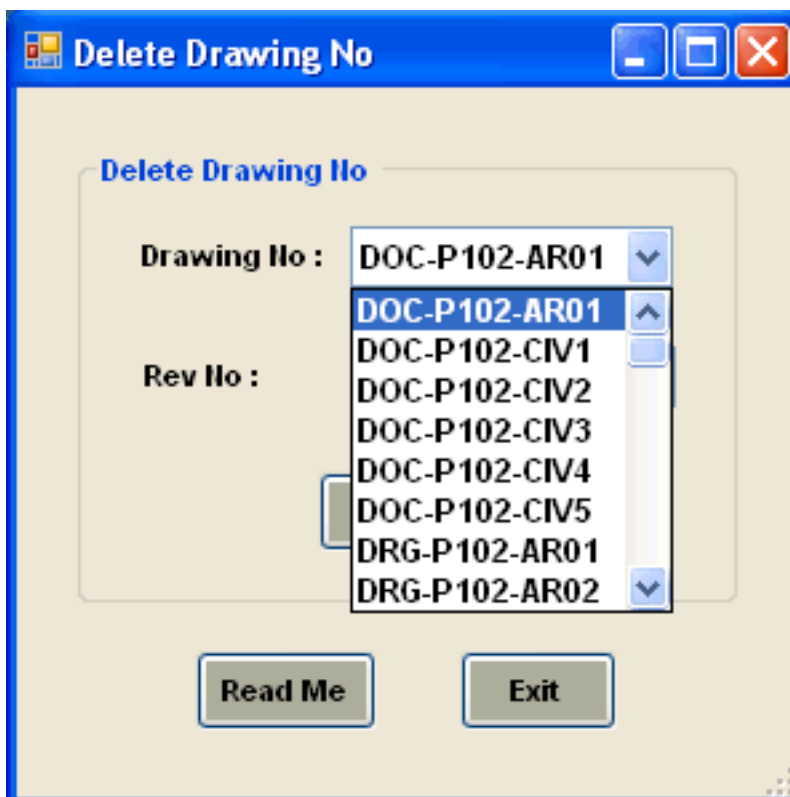 Delete Drawing No
Delete Drawing No
Drawing No : DOC-P102-AR01
DOC-P102-AR01
DOC-P102-CIV1
Rev No :
DOC-P102-CIV2
DOC-P102-CIV3
DOC-P102-CIV4
DOC-P102-CIV5
DRG-P102-AR01
DRG-P102-AR02
Read Me Exit